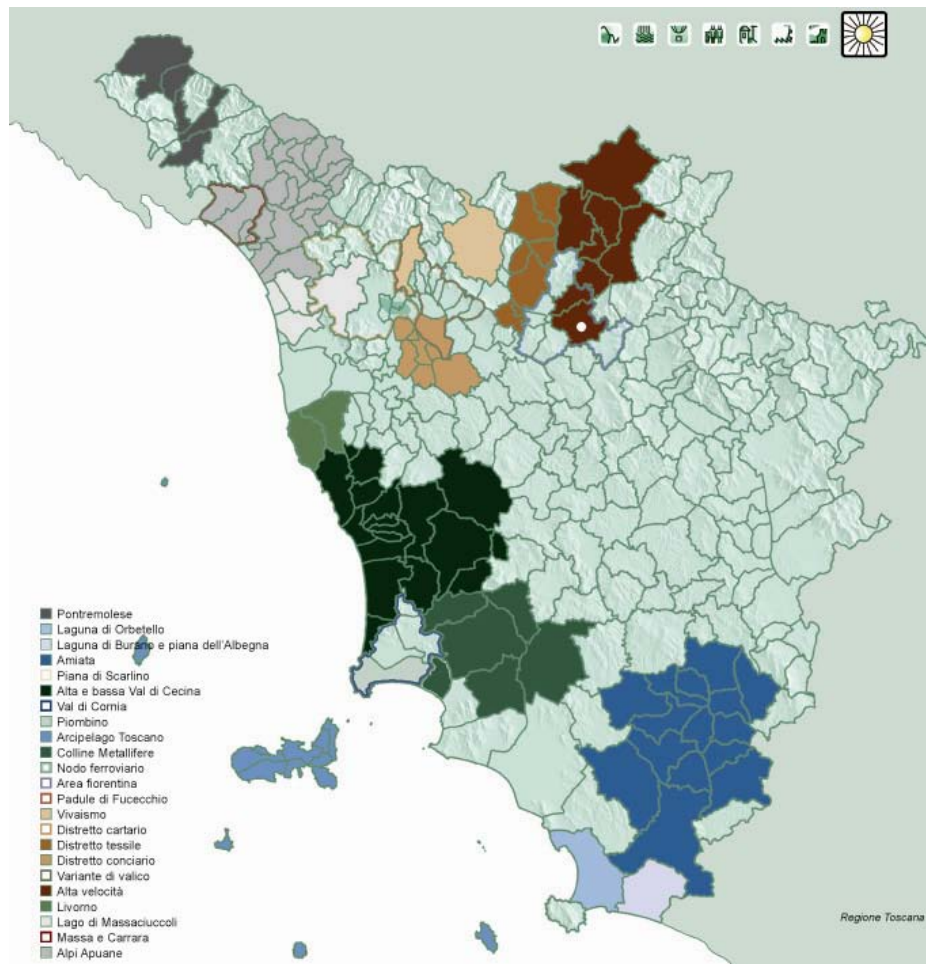 Pontremolese
Laguna di Orbetello
Laguna di Burano e piana dell'Albegna
Amiata
Piana di Scarlino
Alta e bassa Val di Cecina
Val di Cornia
Piombino
Arcipelago Toscano
Colline Metallifere
Nodo ferroviario
Area fiorentina
Padule di Fucecchio
Vivaismo
Distretto cartario
Distretto tessile
Distretto conciario
Variante di valico
Alta velocità
Livorno
Lago di Massaciuccoli
Massa e Carrara
Alpi Apuane
Regione Toscana